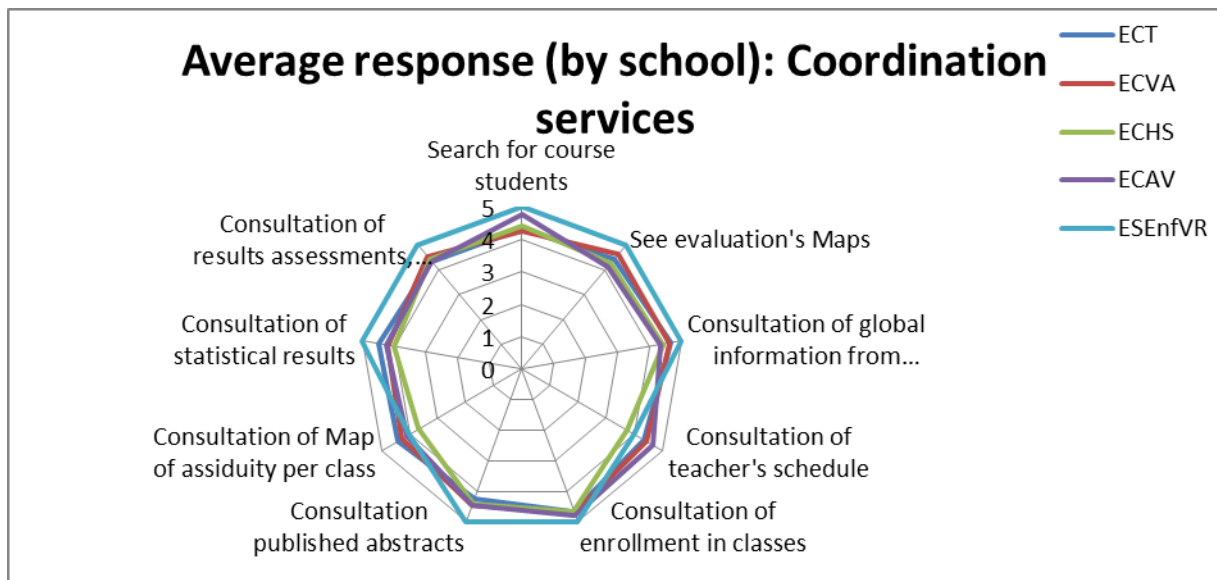 Average response (by school): Coordination
services
ECT
ECVA
ECHS
ECAV
ESEnfVR
Search for course
students
See evaluation's Maps
Consultation of global
information from...
Consultation of
teacher's schedule
Consultation of
enrollment in classes
Consultation
published abstracts
Consultation of Map
of assiduity per class
Consultation of
statistical results
Consultation of
results assessments,...
5
4
3
2
1
0